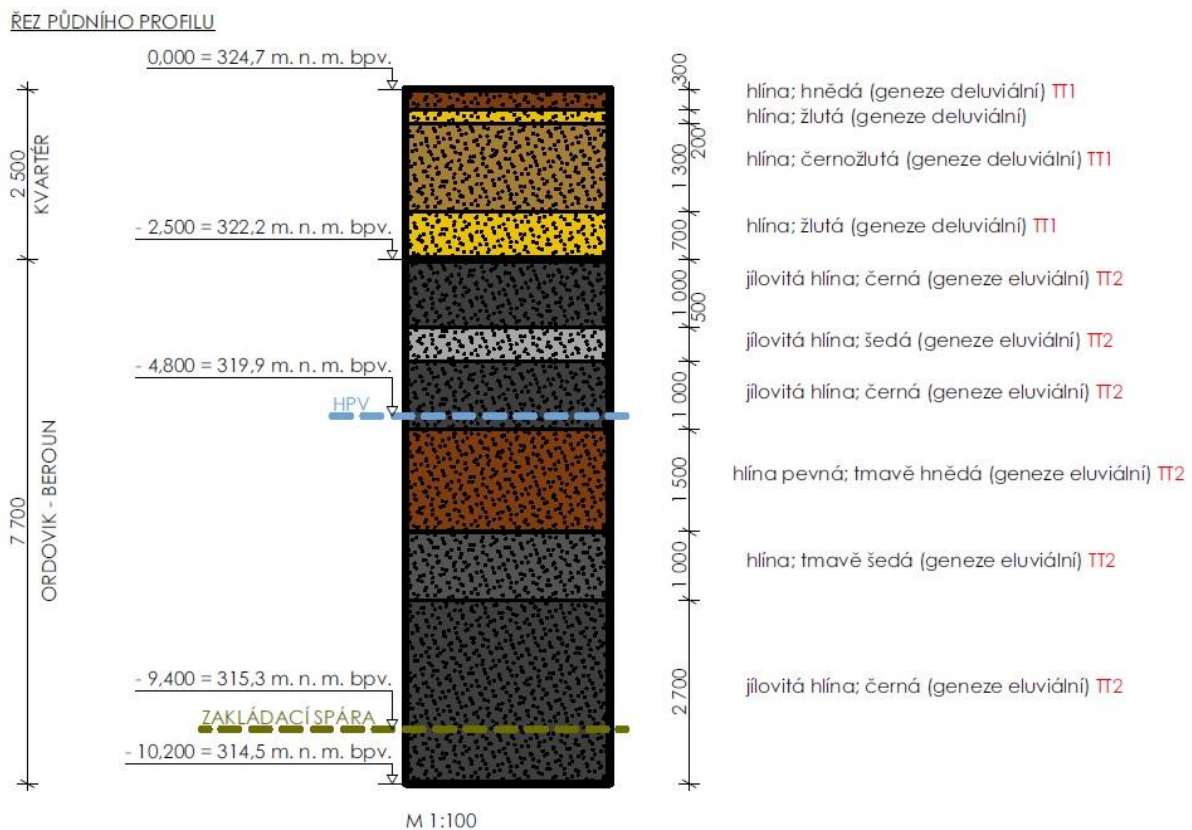 ŘEZ PŮDNÍHO PROFILU
0,000 = 324,7 m. n. m. bpv.
300
hlína; hnědá (geneze deluviální) TT1
hlína; žlutá (geneze deluviální)
200
2 500
KVARTÉR
1 300
hlína; černožlutá (geneze deluviální) TT1
- 2,500 = 322,2 m. n. m. bpv.
700
hlína; žlutá (geneze deluviální) TT1
1 000
jílovitá hlína; černá (geneze eluviální) TT2
500
jílovitá hlína; šedá (geneze eluviální) TT2
- 4,800 = 319,9 m. n. m. bpv.
1 000
jílovitá hlína; černá (geneze eluviální) TT2
HPV
7 700
ORDOVIK - BEROUN
1 500
hlína pevná; tmavě hnědá (geneze eluviální) TT2
1 000
hlína; tmavě šedá (geneze eluviální) TT2
- 9,400 = 315,3 m. n. m. bpv.
2 700
jílovitá hlína; černá (geneze eluviální) TT2
ZAKLÁDACÍ SPÁRA
- 10,200 = 314,5 m. n. m. bpv.
M 1:100